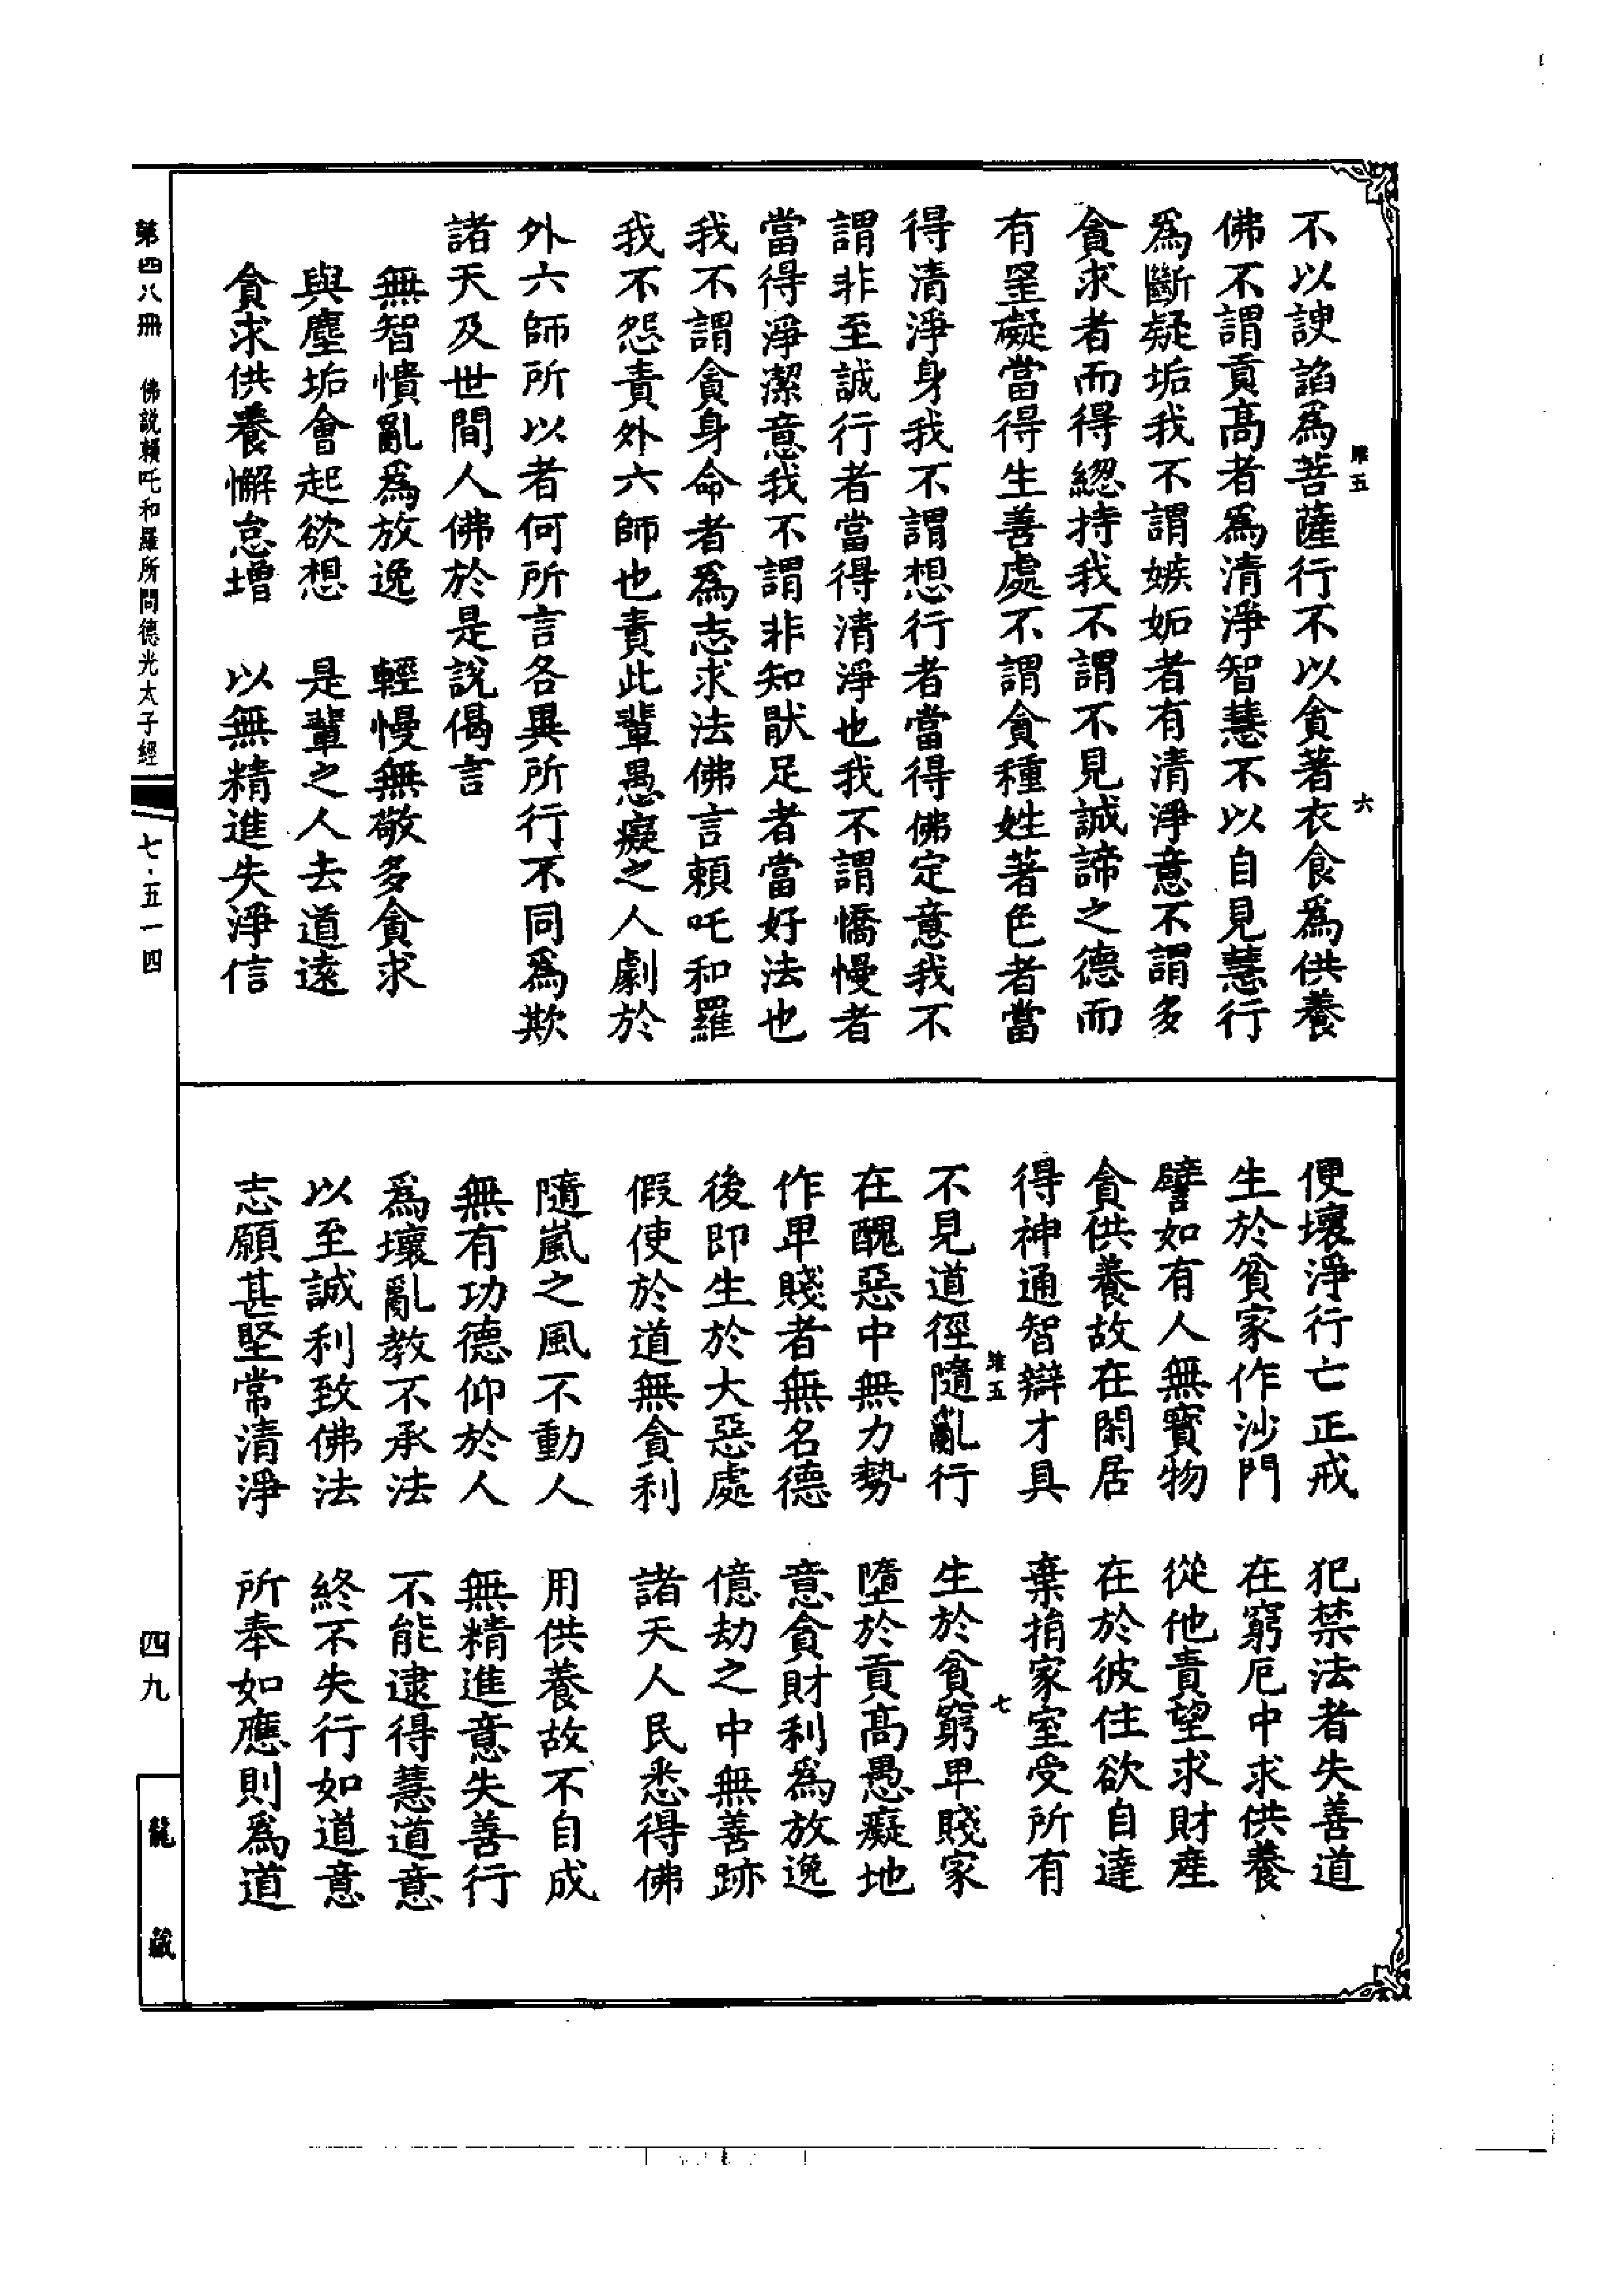 不以諛諂爲菩薩行不以貪著衣食爲供養
佛不謂貢高者爲清淨智慧不以自見慧行
爲斷疑垢我不謂嫉妬者有清淨意不謂多
貪求者而得緫持我不謂不見誠諦之德而
有罣礙當得生善處不謂貪種姓著色者當
得清淨身我不謂想行者當得佛定意我不
謂非至誠行者當得清淨也我不謂憍慢者
當得淨潔意我不謂非知猒足者當好法也
我不謂貪身命者爲志求法佛言賴吒和羅
我不怨責外六師也責此輩愚癡之人劇於
外六師所以者何所言各異所行不同爲欺
諸天及世間人佛於是說偈言
無智憒亂爲放逸　輕慢無敬多貪求
與塵垢會起欲想　是輩之人去道遠
貪求供養懈怠增　以無精進失淨信
五
六
便壞淨行亡正戒　犯禁法者失善道
生於貧家作沙門　在窮厄中求供養
譬如有人無寶物　從他責望求財產
貪供養故在閑居　在於彼住欲自達
得神通智辯才具　棄捐家室受所有
不見道徑隨亂行　生於貧窮卑賤家
在醜惡中無力勢　墮於貢高愚癡地
作卑賤者無名德　意貪財利爲放逸
後即生於大惡處　億劫之中無善跡
假使於道無貪利　諸天人民悉得佛
隨嵐之風不動人　用供養故不自成
無有功德仰於人　無精進意失善行
爲壞亂教不承法　不能逮得慧道意
以至誠利致佛法　終不失行如道意
志願甚堅常清淨　所奉如應則爲道
五
七
第四八冊　佛說賴吒和羅所問德光太子經
七·五一四
四九
龍藏